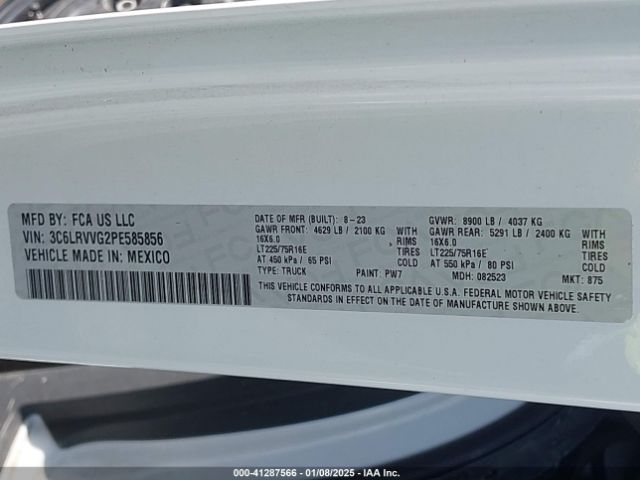 MFD BY: FCA US LLC
VIN: 3C6LRVVG2PE585856
VEHICLE MADE IN: MEXICO
DATE OF MFR (BUILT): 8-23
GAWR FRONT: 4629 LB / 2100 KG WITH
16X6.0 RIMS
LT225/75R16E TIRES
AT 450 kPa / 65 PSI COLD
TYPE: TRUCK PAINT: PW7
GVWR: 8900 LB / 4037 KG
GAWR REAR: 5291 LB / 2400 KG WITH
16X6.0 RIMS
LT225/75R16E TIRES
AT 550 kPa / 80 PSI COLD
MDH: 082523 MKT: 875
THIS VEHICLE CONFORMS TO ALL APPLICABLE U.S.A. FEDERAL MOTOR VEHICLE SAFETY
STANDARDS IN EFFECT ON THE DATE OF MANUFACTURE SHOWN ABOVE.
000-41287566 - 01/08/2025 - IAA Inc.